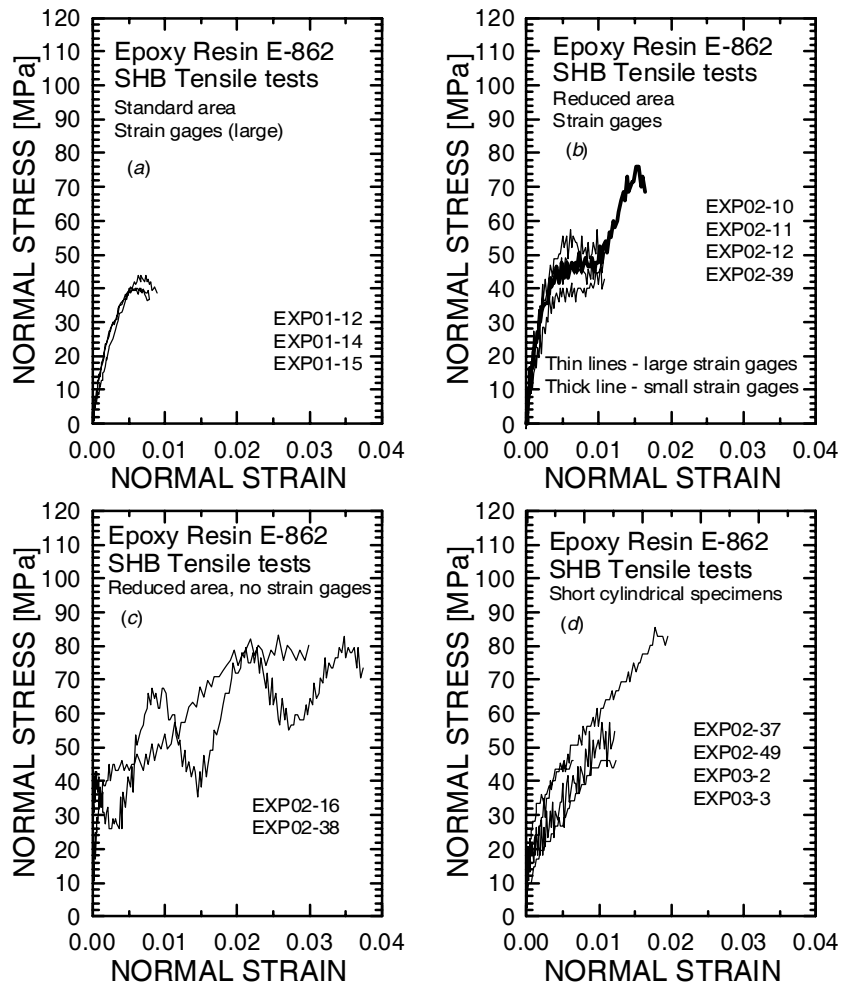 Epoxy Resin E-862
SHB Tensile tests
Standard area
Strain gages (large)
(a)
EXP01-12
EXP01-14
EXP01-15
NORMAL STRESS [MPa]
120
110
100
90
80
70
60
50
40
30
20
10
0
0.00 0.01 0.02 0.03 0.04
NORMAL STRAIN
Epoxy Resin E-862
SHB Tensile tests
Reduced area
Strain gages
(b)
EXP02-10
EXP02-11
EXP02-12
EXP02-39
Thin lines - large strain gages
Thick line - small strain gages
NORMAL STRESS [MPa]
120
110
100
90
80
70
60
50
40
30
20
10
0
0.00 0.01 0.02 0.03 0.04
NORMAL STRAIN
Epoxy Resin E-862
SHB Tensile tests
Reduced area, no strain gages
(c)
EXP02-16
EXP02-38
NORMAL STRESS [MPa]
120
110
100
90
80
70
60
50
40
30
20
10
0
0.00 0.01 0.02 0.03 0.04
NORMAL STRAIN
Epoxy Resin E-862
SHB Tensile tests
Short cylindrical specimens
(d)
EXP02-37
EXP02-49
EXP03-2
EXP03-3
NORMAL STRESS [MPa]
120
110
100
90
80
70
60
50
40
30
20
10
0
0.00 0.01 0.02 0.03 0.04
NORMAL STRAIN